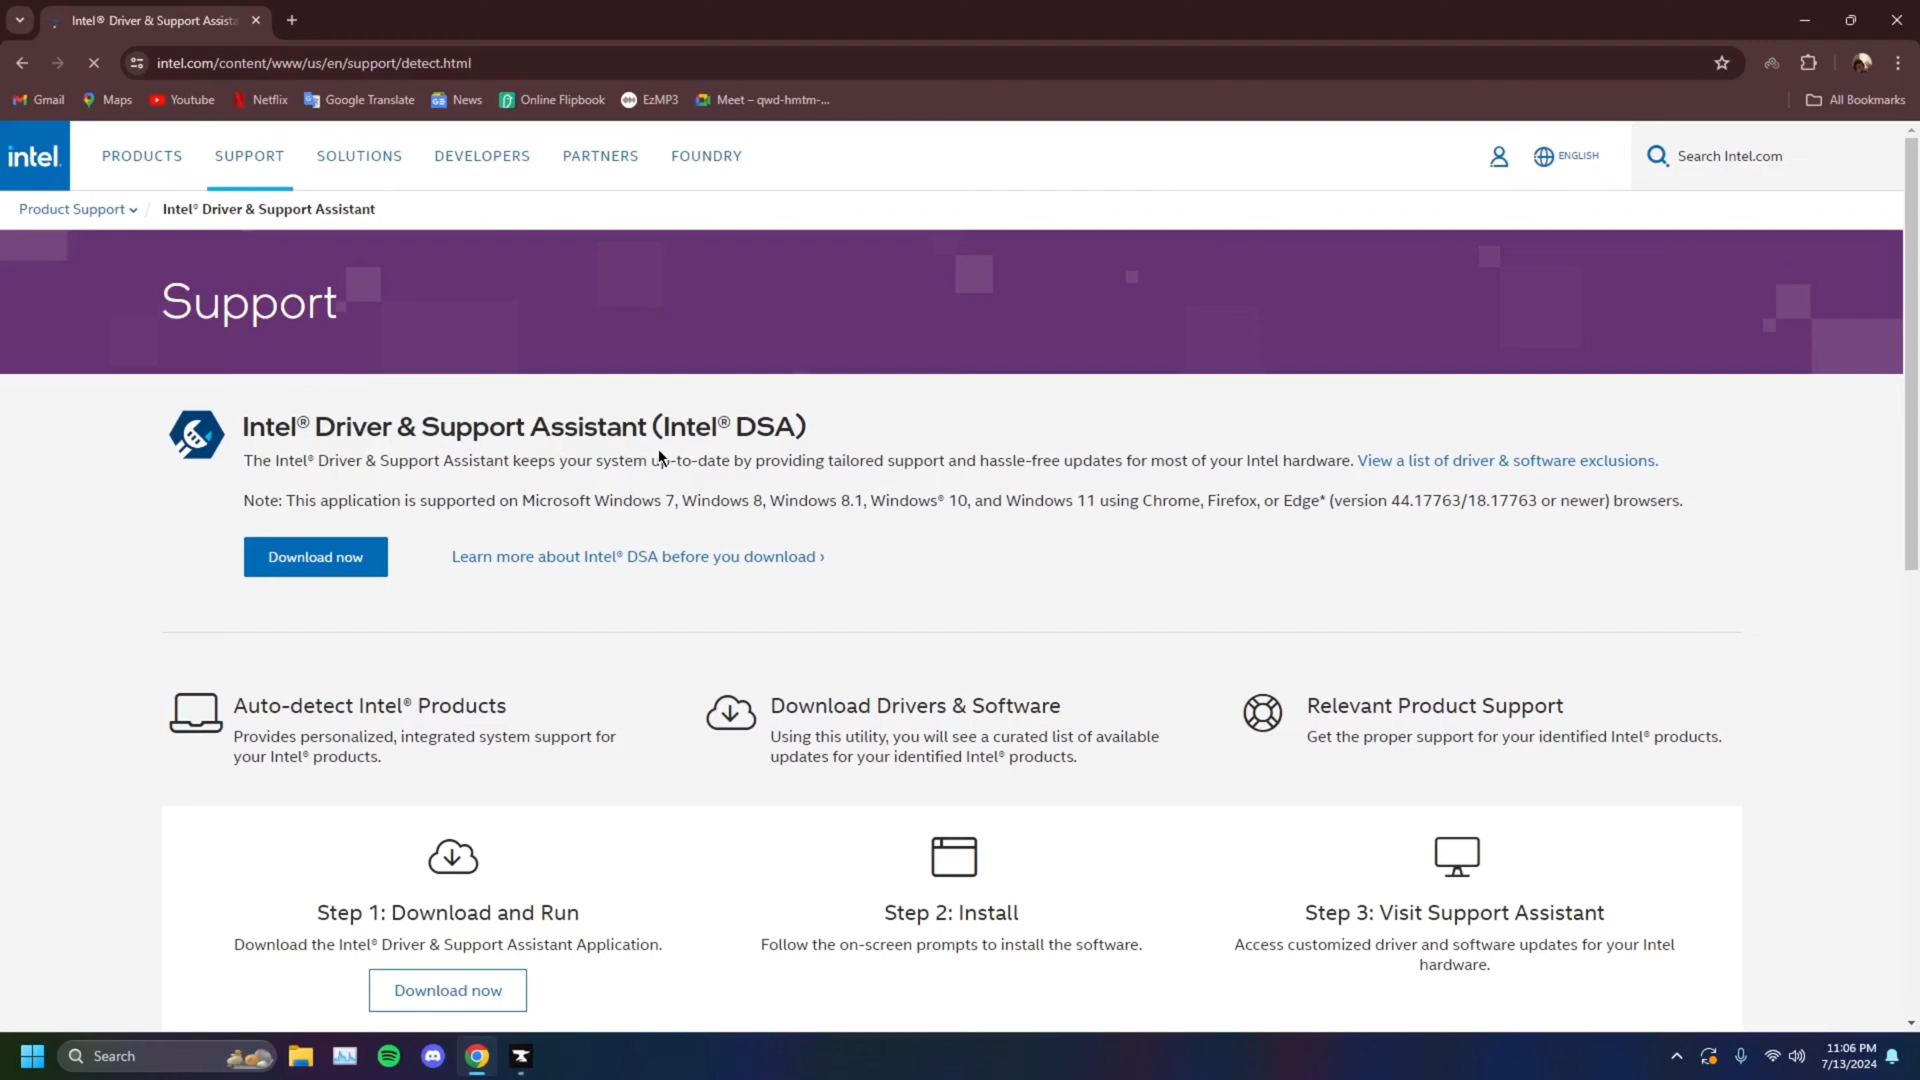 Intel® Driver & Support Assista
intel.com/content/www/us/en/support/detect.html
Gmail
Maps
Youtube
Netflix
Google Translate
News
Online Flipbook
EzMP3
Meet – qwd-hmtm-...
All Bookmarks
intel.
PRODUCTS
SUPPORT
SOLUTIONS
DEVELOPERS
PARTNERS
FOUNDRY
ENGLISH
Search Intel.com
Product Support
/
Intel® Driver & Support Assistant
Support
Intel® Driver & Support Assistant (Intel® DSA)
The Intel® Driver & Support Assistant keeps your system up-to-date by providing tailored support and hassle-free updates for most of your Intel hardware. View a list of driver & software exclusions.
Note: This application is supported on Microsoft Windows 7, Windows 8, Windows 8.1, Windows® 10, and Windows 11 using Chrome, Firefox, or Edge* (version 44.17763/18.17763 or newer) browsers.
Download now
Learn more about Intel® DSA before you download ›
Auto-detect Intel® Products
Provides personalized, integrated system support for
your Intel® products.
Download Drivers & Software
Using this utility, you will see a curated list of available
updates for your identified Intel® products.
Relevant Product Support
Get the proper support for your identified Intel® products.
Step 1: Download and Run
Download the Intel® Driver & Support Assistant Application.
Download now
Step 2: Install
Follow the on-screen prompts to install the software.
Step 3: Visit Support Assistant
Access customized driver and software updates for your Intel
hardware.
Search
11:06 PM
7/13/2024